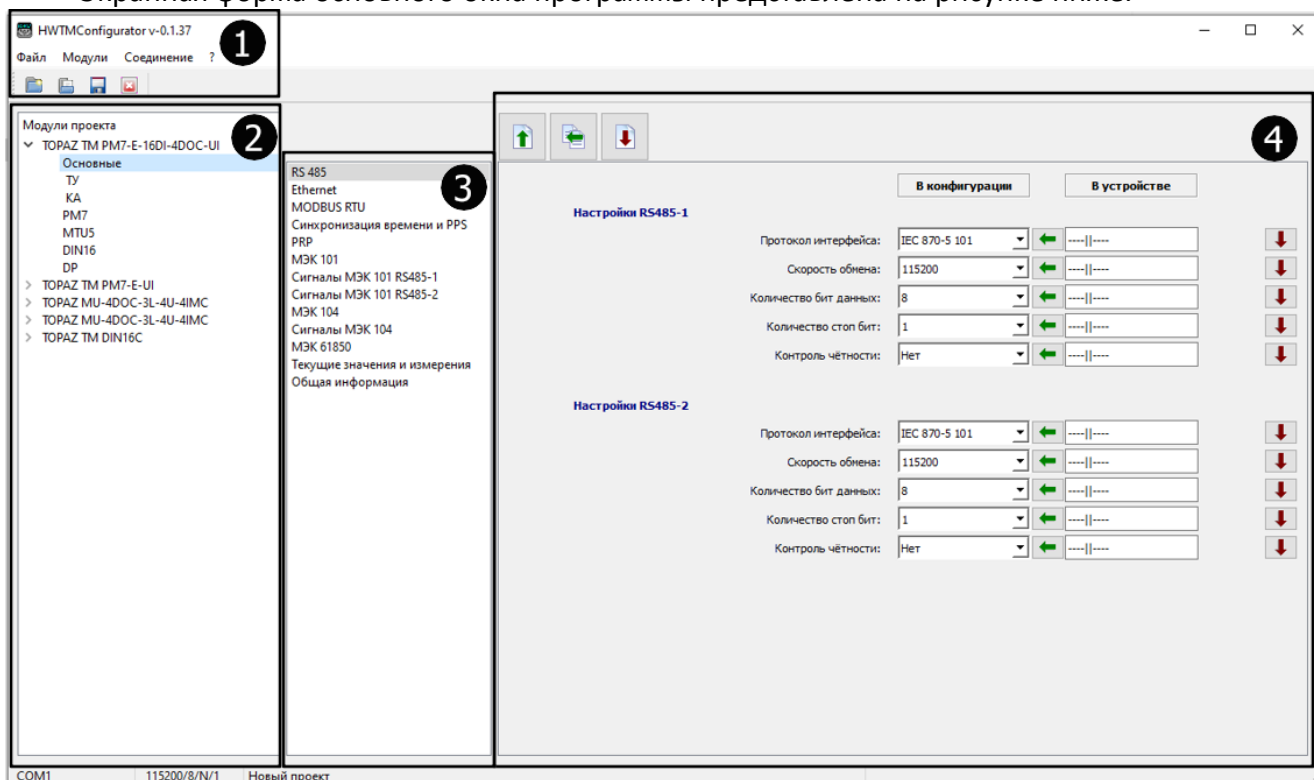 Экранная форма основного окна программы представлена на рисунке ниже.
HWTMConfigurator v-0.1.37
Файл Модули Соединение ?
1
Модули проекта
2
TOPAZ TM PM7-E-16DI-4DOC-UI
Основные
ТУ
КА
PM7
MTU5
DIN16
DP
TOPAZ TM PM7-E-UI
TOPAZ MU-4DOC-3L-4U-4IMC
TOPAZ MU-4DOC-3L-4U-4IMC
TOPAZ TM DIN16C
3
RS 485
Ethernet
MODBUS RTU
Синхронизация времени и PPS
PRP
МЭК 101
Сигналы МЭК 101 RS485-1
Сигналы МЭК 101 RS485-2
МЭК 104
Сигналы МЭК 104
МЭК 61850
Текущие значения и измерения
Общая информация
4
В конфигурации В устройстве
Настройки RS485-1
Протокол интерфейса: IEC 870-5 101 ----||----
Скорость обмена: 115200 ----||----
Количество бит данных: 8 ----||----
Количество стоп бит: 1 ----||----
Контроль чётности: Нет ----||----
Настройки RS485-2
Протокол интерфейса: IEC 870-5 101 ----||----
Скорость обмена: 115200 ----||----
Количество бит данных: 8 ----||----
Количество стоп бит: 1 ----||----
Контроль чётности: Нет ----||----
COM1 115200/8/N/1 Новый проект